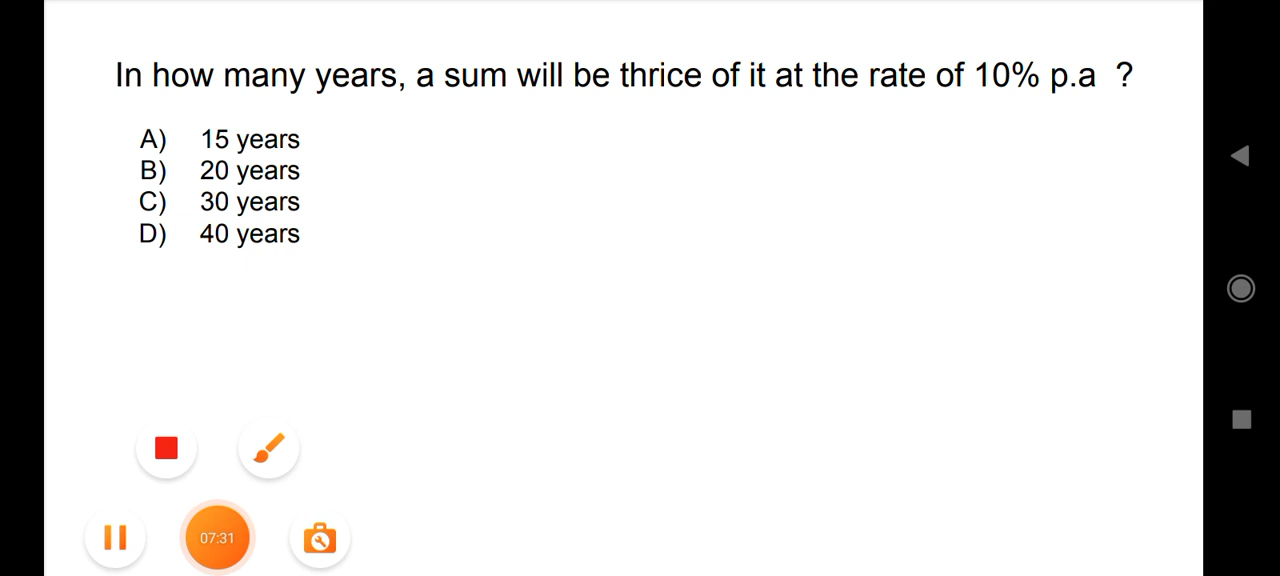 In how many years, a sum will be thrice of it at the rate of 10% p.a ?
A) 15 years
B) 20 years
C) 30 years
D) 40 years
07:31